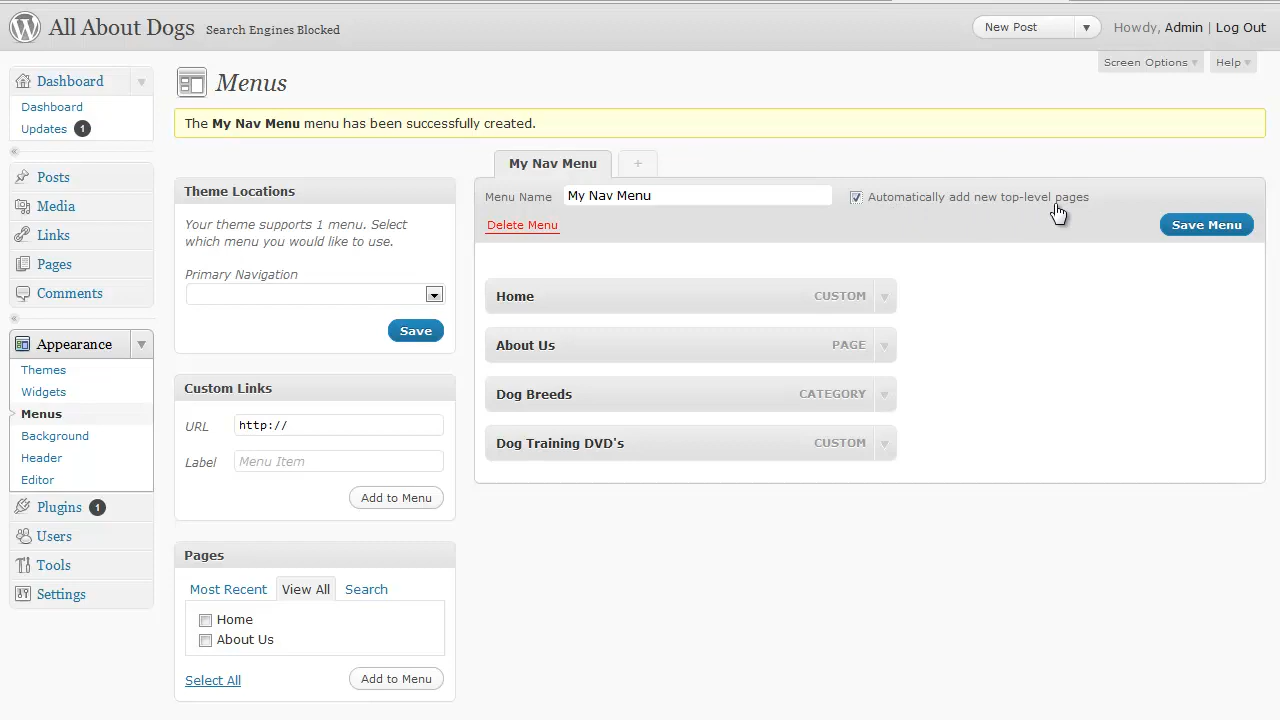 All About Dogs Search Engines Blocked
New Post
Howdy, Admin | Log Out
Screen Options
Help
Dashboard
Dashboard
Updates 1
Posts
Media
Links
Pages
Comments
Appearance
Themes
Widgets
Menus
Background
Header
Editor
Plugins 1
Users
Tools
Settings
Menus
The My Nav Menu menu has been successfully created.
Theme Locations
Your theme supports 1 menu. Select
which menu you would like to use.
Primary Navigation
Save
Custom Links
URL http://
Label Menu Item
Add to Menu
Pages
Most Recent View All Search
Home
About Us
Select All Add to Menu
My Nav Menu +
Menu Name My Nav Menu Automatically add new top-level pages
Delete Menu Save Menu
Home CUSTOM
About Us PAGE
Dog Breeds CATEGORY
Dog Training DVD's CUSTOM